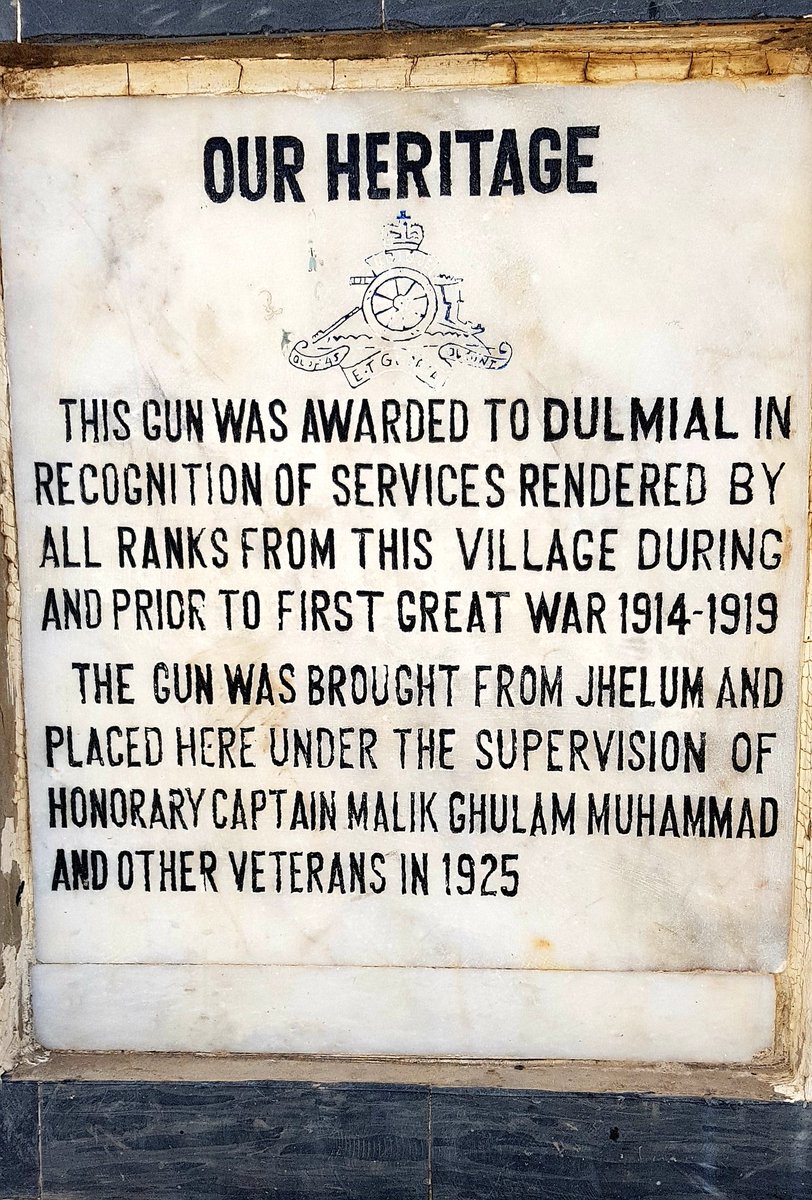 OUR HERITAGE
THIS GUN WAS AWARDED TO DULMIAL IN
RECOGNITION OF SERVICES RENDERED BY
ALL RANKS FROM THIS VILLAGE DURING
AND PRIOR TO FIRST GREAT WAR 1914-1919
THE GUN WAS BROUGHT FROM JHELUM AND
PLACED HERE UNDER THE SUPERVISION OF
HONORARY CAPTAIN MALIK GHULAM MUHAMMAD
AND OTHER VETERANS IN 1925